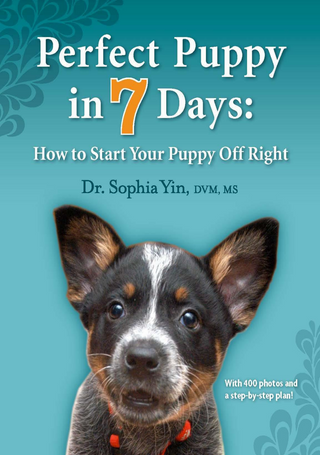 Perfect Puppy
in 7 Days:
How to Start Your Puppy Off Right
Dr. Sophia Yin, DVM, MS
With 400 photos and
a step-by-step plan!